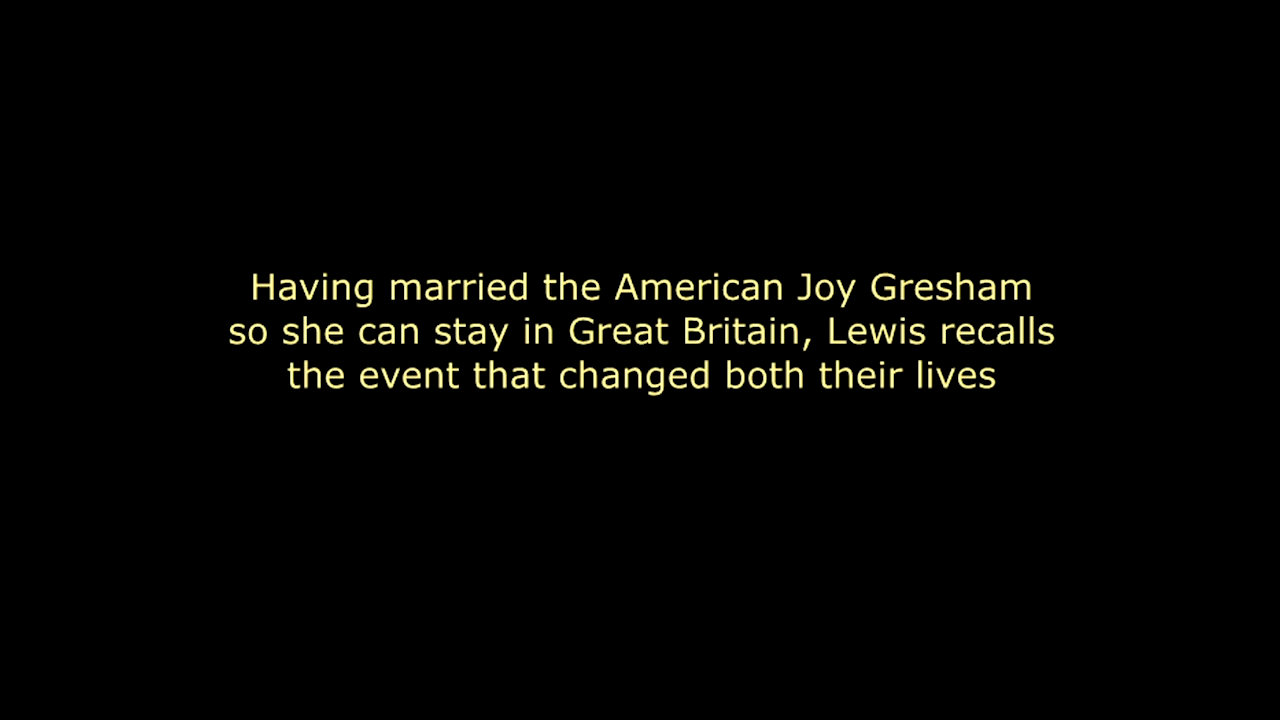 Having married the American Joy Gresham
so she can stay in Great Britain, Lewis recalls
the event that changed both their lives